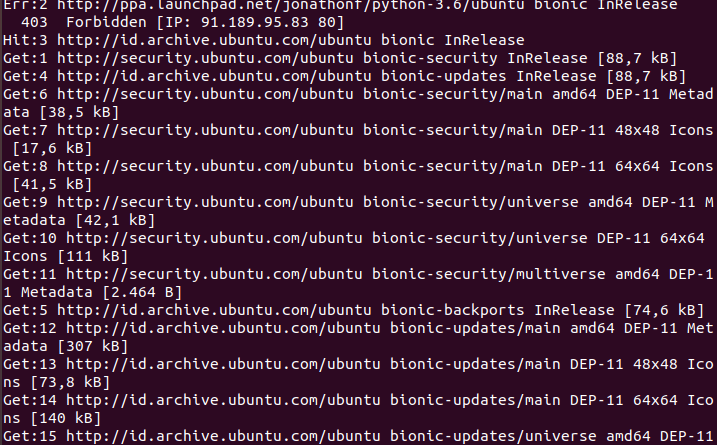 Err:2 http://ppa.launchpad.net/jonathonf/python-3.6/ubuntu bionic InRelease
  403  Forbidden [IP: 91.189.95.83 80]
Hit:3 http://id.archive.ubuntu.com/ubuntu bionic InRelease
Get:1 http://security.ubuntu.com/ubuntu bionic-security InRelease [88,7 kB]
Get:4 http://id.archive.ubuntu.com/ubuntu bionic-updates InRelease [88,7 kB]
Get:6 http://security.ubuntu.com/ubuntu bionic-security/main amd64 DEP-11 Metad
ata [38,5 kB]
Get:7 http://security.ubuntu.com/ubuntu bionic-security/main DEP-11 48x48 Icons
 [17,6 kB]
Get:8 http://security.ubuntu.com/ubuntu bionic-security/main DEP-11 64x64 Icons
 [41,5 kB]
Get:9 http://security.ubuntu.com/ubuntu bionic-security/universe amd64 DEP-11 M
etadata [42,1 kB]
Get:10 http://security.ubuntu.com/ubuntu bionic-security/universe DEP-11 64x64
Icons [111 kB]
Get:11 http://security.ubuntu.com/ubuntu bionic-security/multiverse amd64 DEP-1
1 Metadata [2.464 B]
Get:5 http://id.archive.ubuntu.com/ubuntu bionic-backports InRelease [74,6 kB]
Get:12 http://id.archive.ubuntu.com/ubuntu bionic-updates/main amd64 DEP-11 Met
adata [307 kB]
Get:13 http://id.archive.ubuntu.com/ubuntu bionic-updates/main DEP-11 48x48 Ico
ns [73,8 kB]
Get:14 http://id.archive.ubuntu.com/ubuntu bionic-updates/main DEP-11 64x64 Ico
ns [140 kB]
Get:15 http://id.archive.ubuntu.com/ubuntu bionic-updates/universe amd64 DEP-11